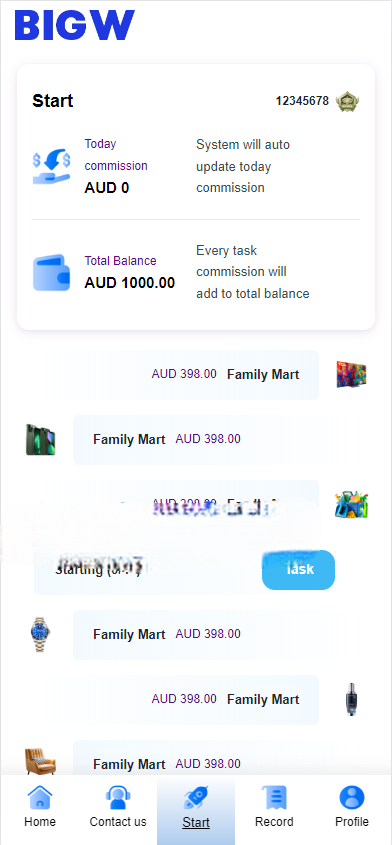 BIGW
Start
12345678
Today
commission
AUD 0
System will auto
update today
commission
Total Balance
AUD 1000.00
Every task
commission will
add to total balance
AUD 398.00 Family Mart
Family Mart AUD 398.00
AUD 398.00
Starting
Task
Family Mart AUD 398.00
AUD 398.00 Family Mart
Family Mart AUD 398.00
Home
Contact us
Start
Record
Profile